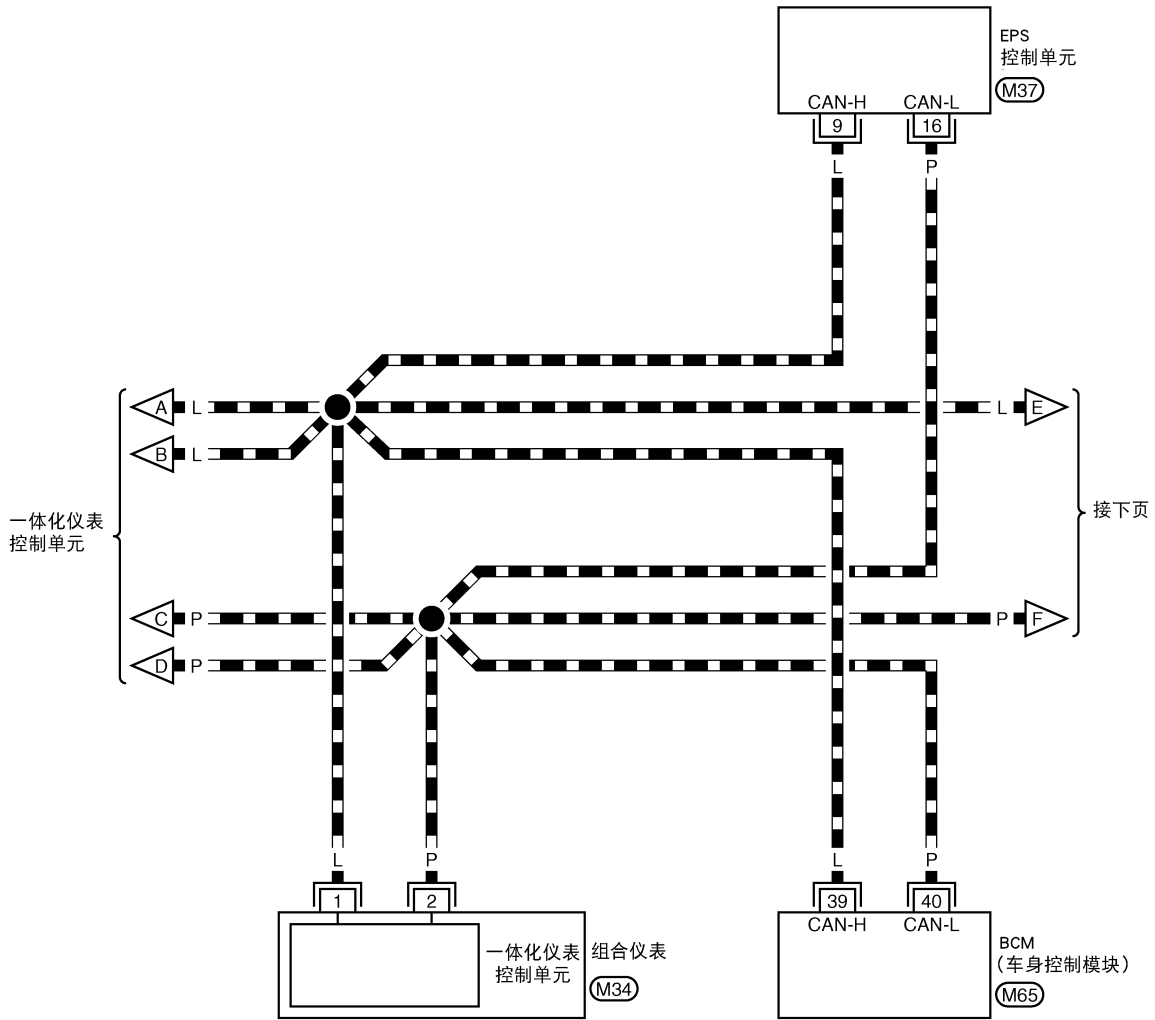 EPS
控制单元
M37
CAN-H CAN-L
9 16
L P
A L
L E
B L
一体化仪表
控制单元
接下页
C P
P F
D P
L P L P
1 2 39 40
CAN-H CAN-L
一体化仪表
控制单元
组合仪表
M34
BCM
(车身控制模块)
M65